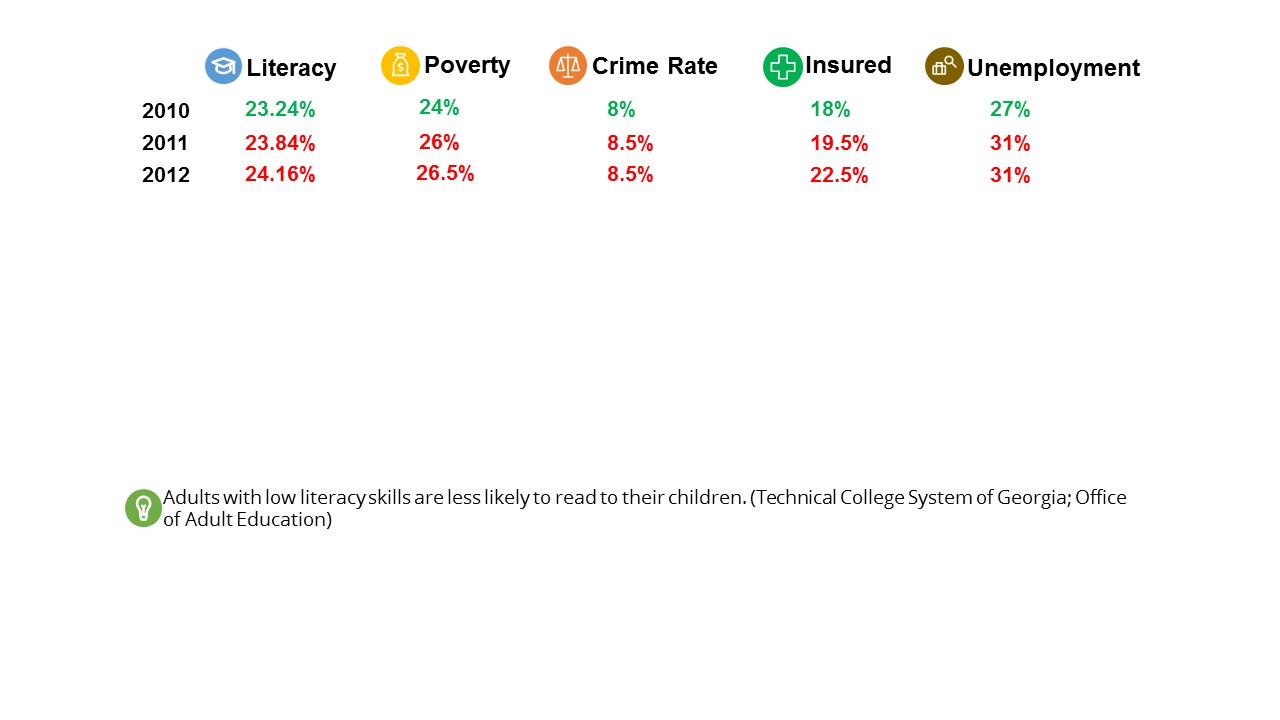 Literacy Poverty Crime Rate Insured Unemployment
2010 23.24% 24% 8% 18% 27%
2011 23.84% 26% 8.5% 19.5% 31%
2012 24.16% 26.5% 8.5% 22.5% 31%
Adults with low literacy skills are less likely to read to their children. (Technical College System of Georgia; Office
of Adult Education)